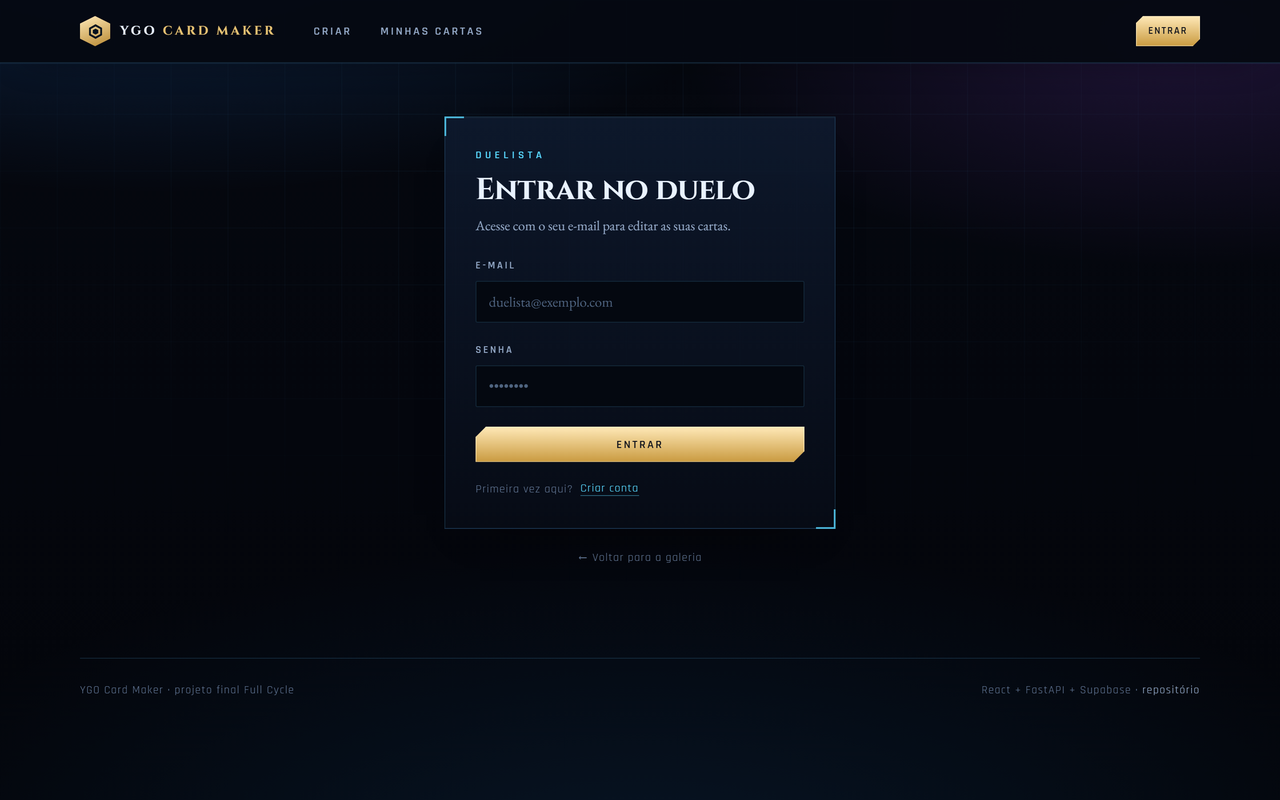 YGO CARD MAKER
CRIAR
MINHAS CARTAS
ENTRAR
DUELISTA
Entrar no duelo
Acesse com o seu e-mail para editar as suas cartas.
E-MAIL
duelista@exemplo.com
SENHA
••••••••
ENTRAR
Primeira vez aqui? Criar conta
← Voltar para a galeria
YGO Card Maker · projeto final Full Cycle
React + FastAPI + Supabase · repositório